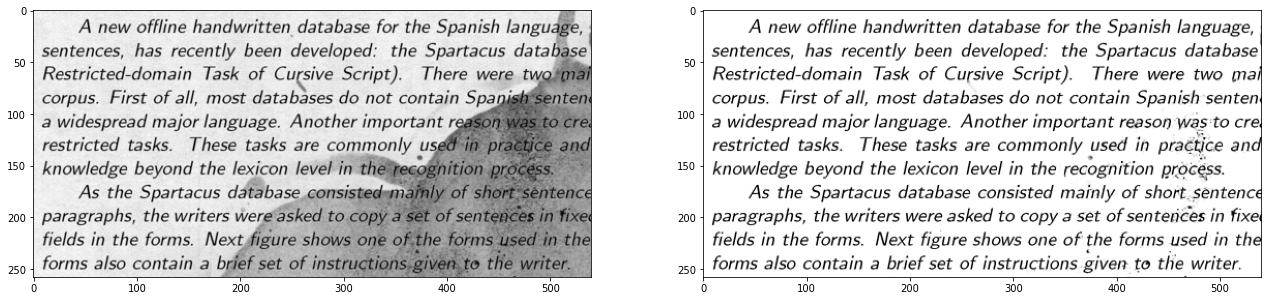 A new offline handwritten database for the Spanish language,
sentences, has recently been developed: the Spartacus database
Restricted-domain Task of Cursive Script). There were two mai
corpus. First of all, most databases do not contain Spanish sentenc
a widespread major language. Another important reason was to crea
restricted tasks. These tasks are commonly used in practice and
knowledge beyond the lexicon level in the recognition process.
As the Spartacus database consisted mainly of short sentence
paragraphs, the writers were asked to copy a set of sentences in fixed
fields in the forms. Next figure shows one of the forms used in the
forms also contain a brief set of instructions given to the writer.
0
50
100
150
200
250
0 100 200 300 400 500
A new offline handwritten database for the Spanish language,
sentences, has recently been developed: the Spartacus database
Restricted-domain Task of Cursive Script). There were two mai
corpus. First of all, most databases do not contain Spanish sentenc
a widespread major language. Another important reason was to crea
restricted tasks. These tasks are commonly used in practice and
knowledge beyond the lexicon level in the recognition process.
As the Spartacus database consisted mainly of short sentence
paragraphs, the writers were asked to copy a set of sentences in fixed
fields in the forms. Next figure shows one of the forms used in the
forms also contain a brief set of instructions given to the writer.
0
50
100
150
200
250
0 100 200 300 400 500